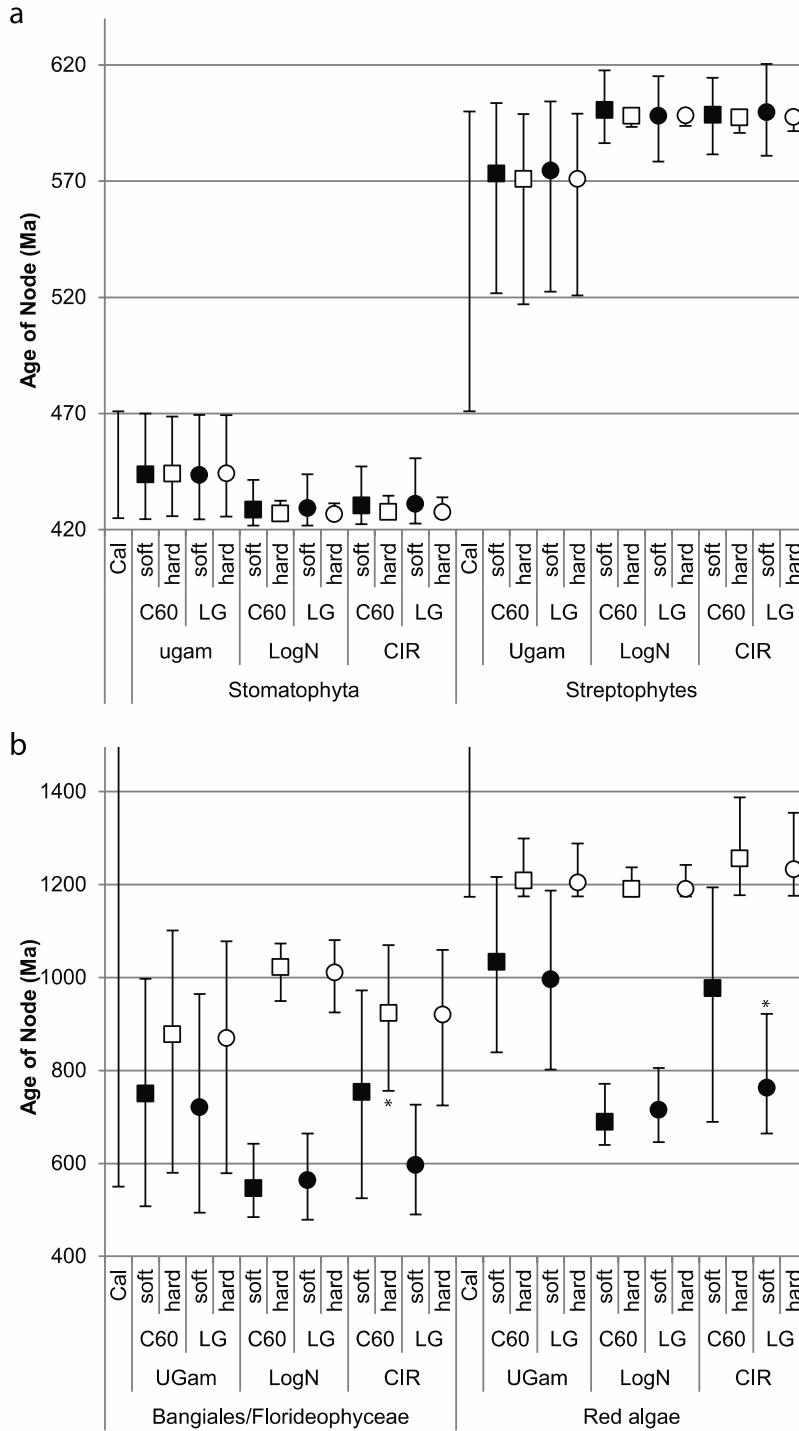 a
620
570
520
470
420
Age of Node (Ma)
Cal soft hard soft hard soft hard soft hard soft hard soft hard Cal soft hard soft hard soft hard soft hard soft hard soft hard
C60 LG C60 LG C60 LG C60 LG C60 LG C60 LG
ugam LogN CIR Ugam LogN CIR
Stomatophyta Streptophytes
b
1400
1200
1000
800
600
400
Age of Node (Ma)
*
*
Cal soft hard soft hard soft hard soft hard soft hard soft hard Cal soft hard soft hard soft hard soft hard soft hard soft hard
C60 LG C60 LG C60 LG C60 LG C60 LG C60 LG
UGam LogN CIR UGam LogN CIR
Bangiales/Florideophyceae Red algae